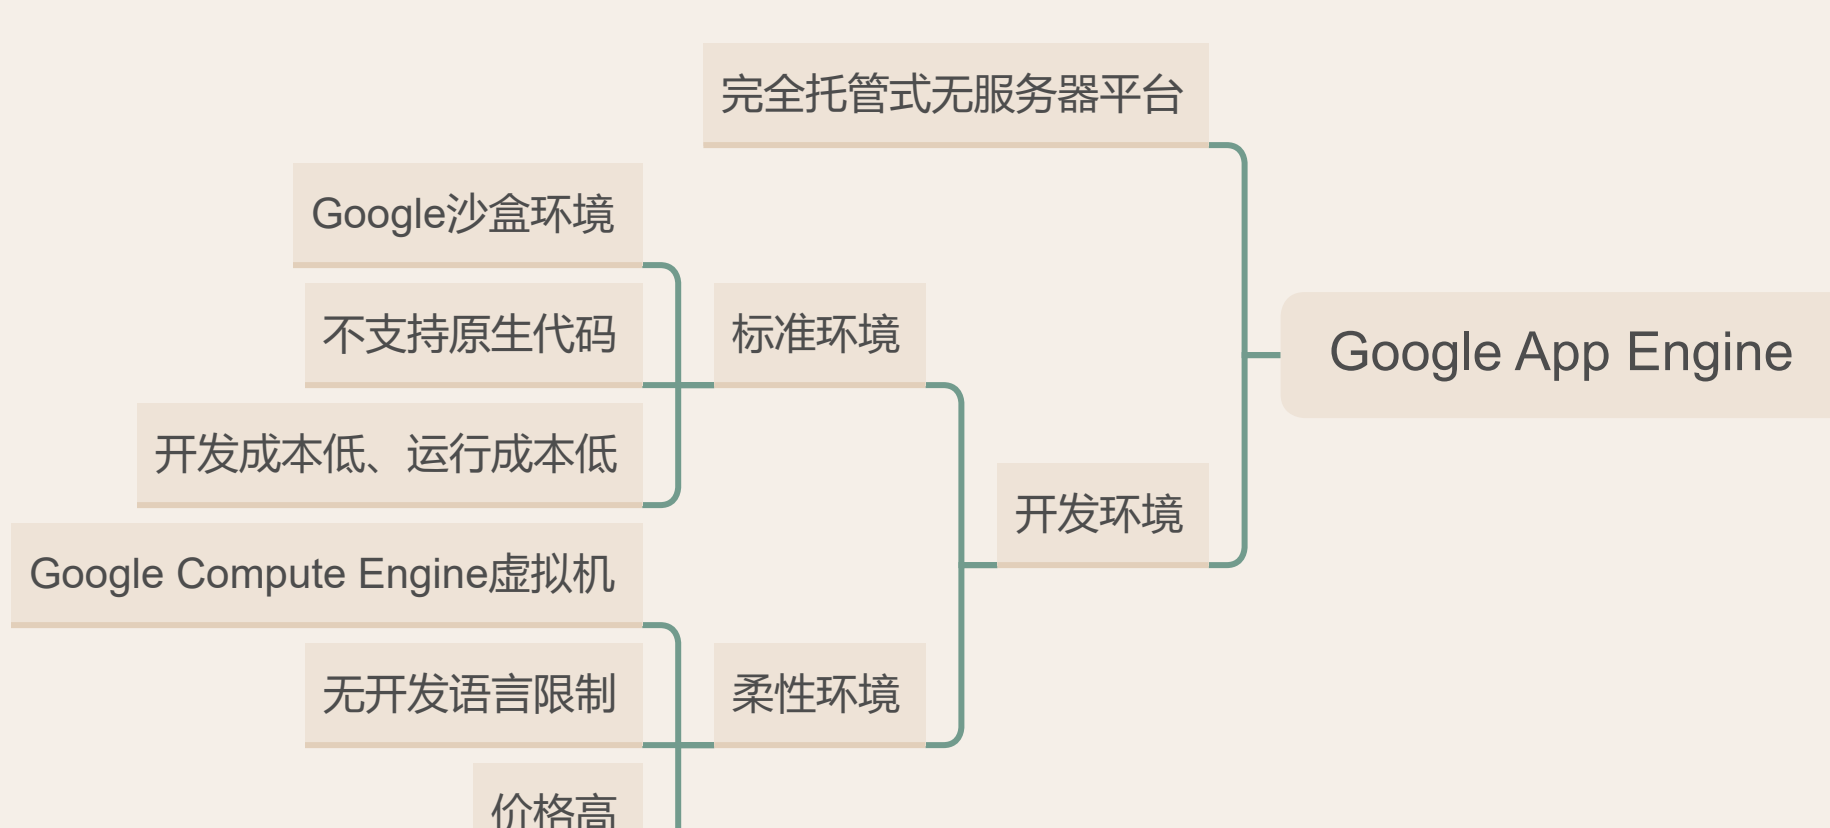 完全托管式无服务器平台
Google沙盒环境
不支持原生代码
标准环境
Google App Engine
开发成本低、运行成本低
开发环境
Google Compute Engine虚拟机
无开发语言限制
柔性环境
价格高